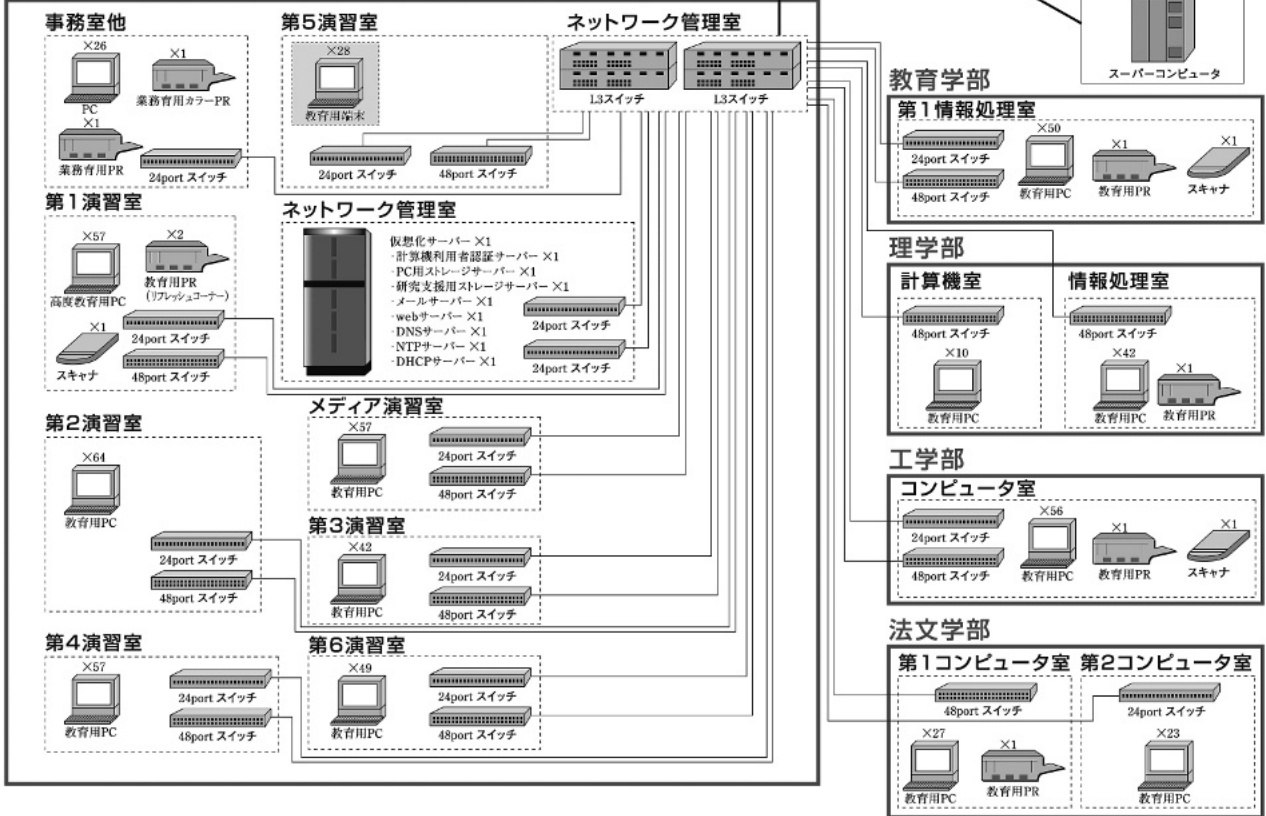 事務室他
×26
PC
×1
業務育用カラーPR
×1
業務育用PR
24port スイッチ
第5演習室
×28
教育用端末
24port スイッチ
48port スイッチ
ネットワーク管理室
L3スイッチ
L3スイッチ
スーパーコンピュータ
第1演習室
×57
高度教育用PC
×2
教育用PR
(リフレッシュコーナー)
×1
スキャナ
24port スイッチ
48port スイッチ
ネットワーク管理室
仮想化サーバー ×1
・計算機利用者認証サーバー ×1
・PC用ストレージサーバー ×1
・研究支援用ストレージサーバー ×1
・メールサーバー ×1
・webサーバー ×1
・DNSサーバー ×1
・NTPサーバー ×1
・DHCPサーバー ×1
24port スイッチ
24port スイッチ
第2演習室
×64
教育用PC
24port スイッチ
48port スイッチ
メディア演習室
×57
教育用PC
24port スイッチ
48port スイッチ
第3演習室
×42
教育用PC
24port スイッチ
48port スイッチ
第4演習室
×57
教育用PC
24port スイッチ
48port スイッチ
第6演習室
×49
教育用PC
24port スイッチ
48port スイッチ
教育学部
第1情報処理室
24port スイッチ
48port スイッチ
×50
教育用PC
×1
教育用PR
×1
スキャナ
理学部
計算機室
48port スイッチ
×10
教育用PC
情報処理室
48port スイッチ
×42
教育用PC
×1
教育用PR
工学部
コンピュータ室
24port スイッチ
48port スイッチ
×56
教育用PC
×1
教育用PR
×1
スキャナ
法文学部
第1コンピュータ室
48port スイッチ
×27
教育用PC
×1
教育用PR
第2コンピュータ室
24port スイッチ
×23
教育用PC